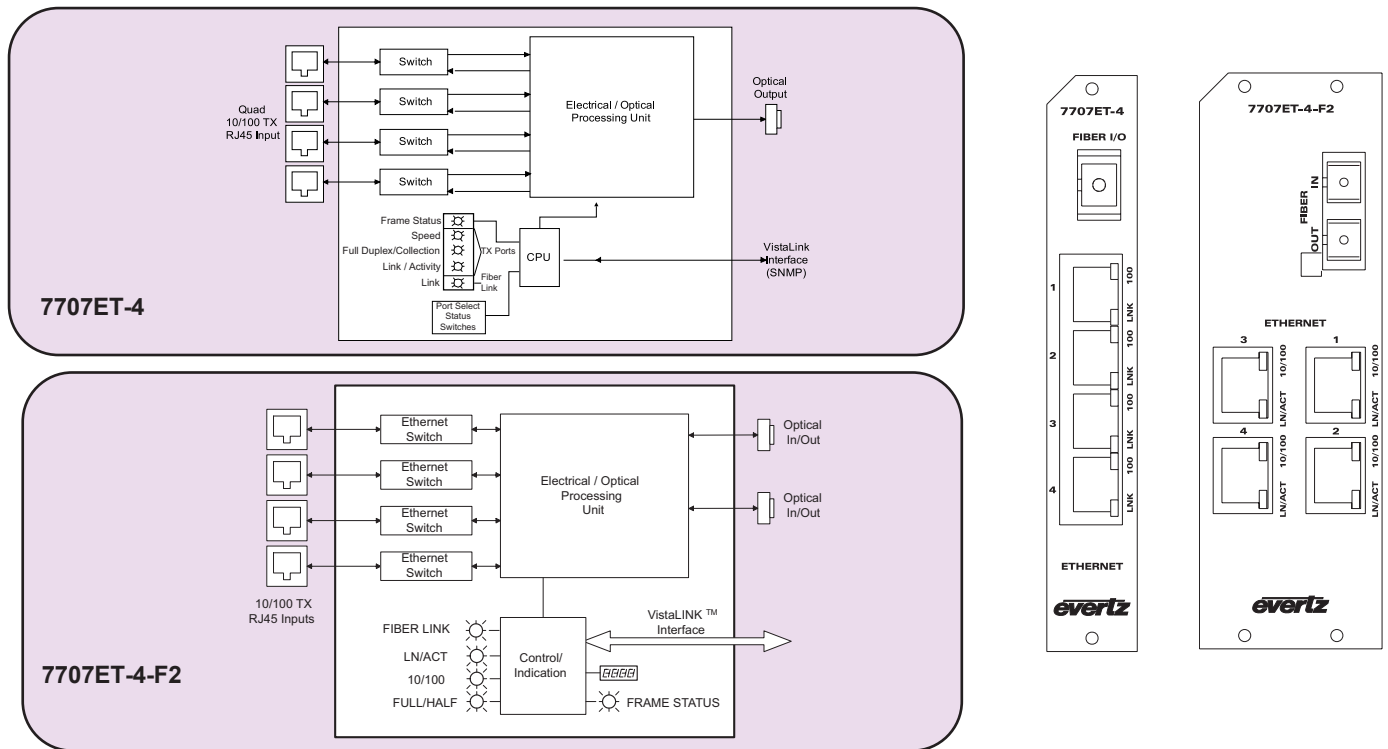 Quad
10/100 TX
RJ45 Input
Switch
Switch
Switch
Switch
Electrical / Optical
Processing Unit
Optical
Output
Frame Status
Speed
Full Duplex/Collection
Link / Activity
Link
TX Ports
Fiber
Link
CPU
Port Select
Status
Switches
VistaLink
Interface
(SNMP)
7707ET-4
Ethernet
Switch
Ethernet
Switch
Ethernet
Switch
Ethernet
Switch
Electrical / Optical
Processing
Unit
Optical
In/Out
Optical
In/Out
10/100 TX
RJ45 Inputs
FIBER LINK
LN/ACT
10/100
FULL/HALF
Control/
Indication
VistaLINK TM
Interface
FRAME STATUS
7707ET-4-F2
7707ET-4
FIBER I/O
1
100
LNK
2
100
LNK
3
100
LNK
4
100
LNK
ETHERNET
evertz
7707ET-4-F2
FIBER
IN
OUT
ETHERNET
3
LN/ACT 10/100
1
LN/ACT 10/100
4
LN/ACT 10/100
2
LN/ACT 10/100
evertz